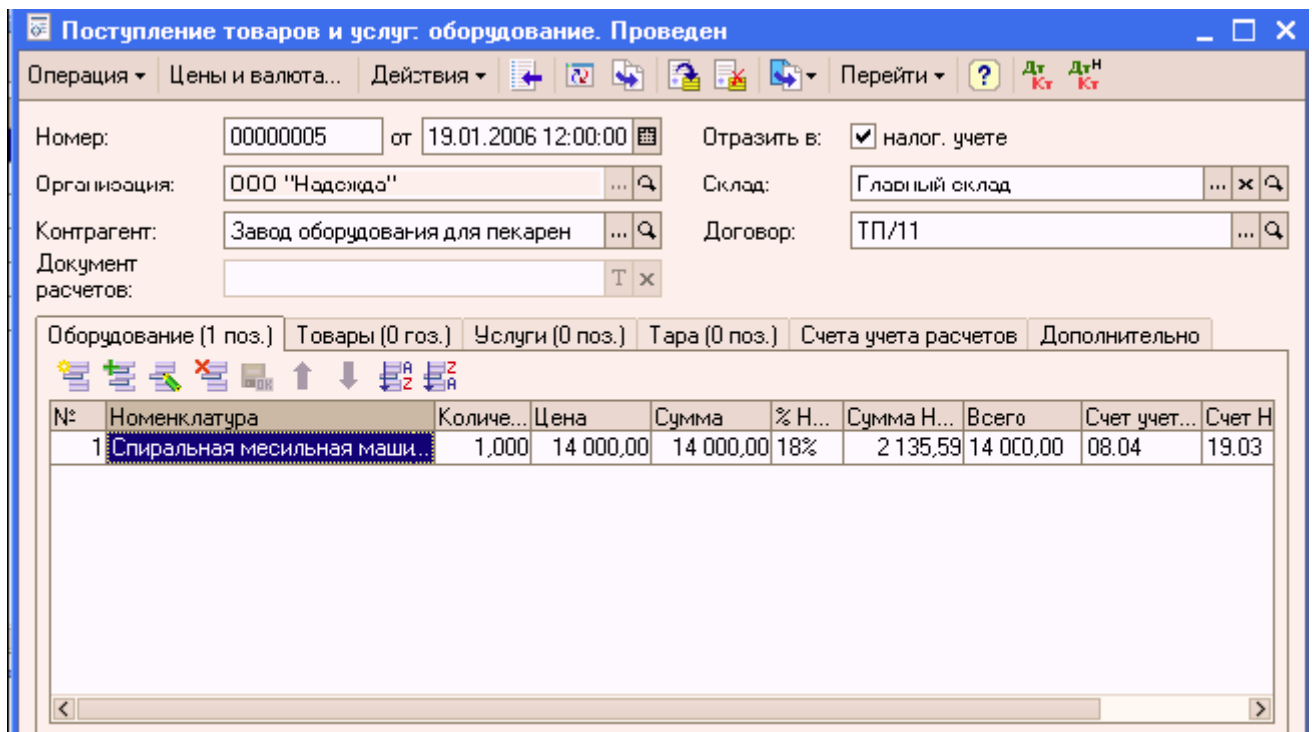 Поступление товаров и услуг: оборудование. Проведен
Операция Цены и валюта... Действия Перейти ? Дт Кт ДтН Кт
Номер: 00000005 от 19.01.2006 12:00:00 Отразить в: налог. учете
Организация: ООО "Надежда" ... Склад: Главный склад ... ×
Контрагент: Завод оборудования для пекарен ... Договор: ТП/11 ...
Документ
расчетов: T ×
Оборудование (1 поз.) Товары (0 поз.) Услуги (0 поз.) Тара (0 поз.) Счета учета расчетов Дополнительно
№ Номенклатура Количе... Цена Сумма % Н... Сумма Н... Всего Счет учет... Счет Н
1 Спиральная месильная маши... 1,000 14 000,00 14 000,00 18% 2 135,59 14 000,00 08.04 19.03